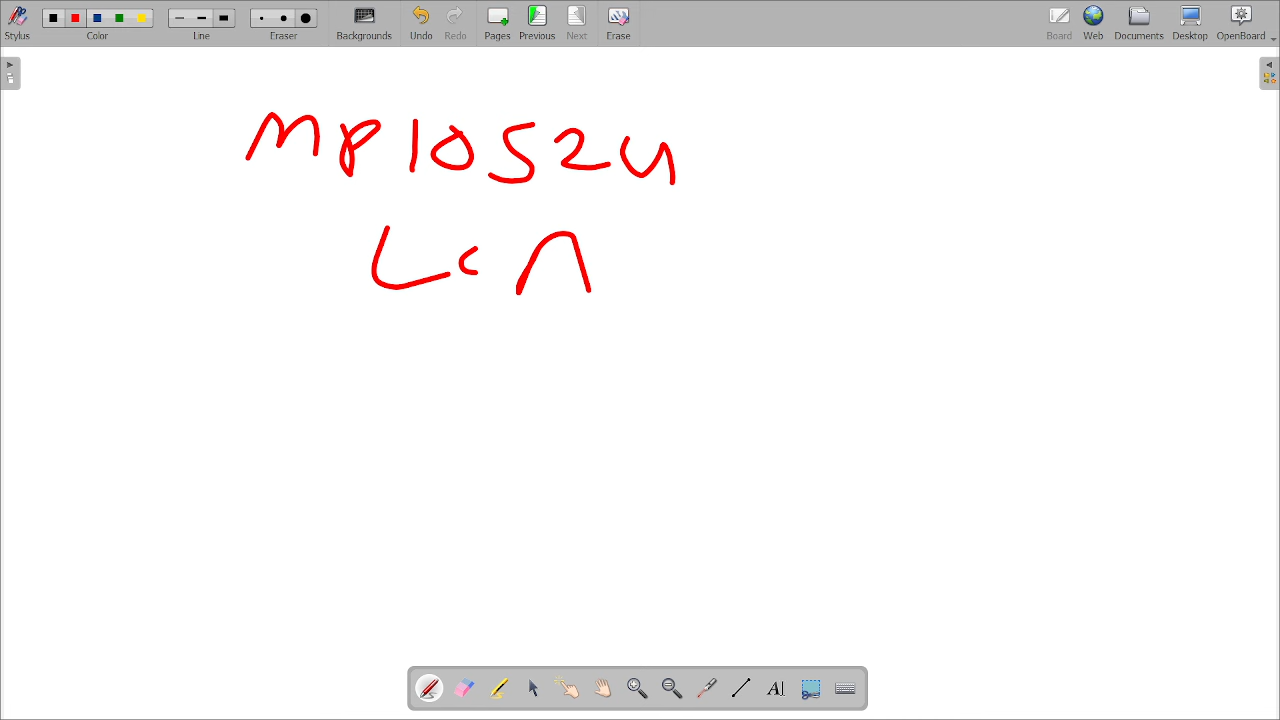 Stylus
Color
Line
Eraser
Backgrounds
Undo
Redo
Pages
Previous
Next
Erase
Board
Web
Documents
Desktop
OpenBoard
MP10524